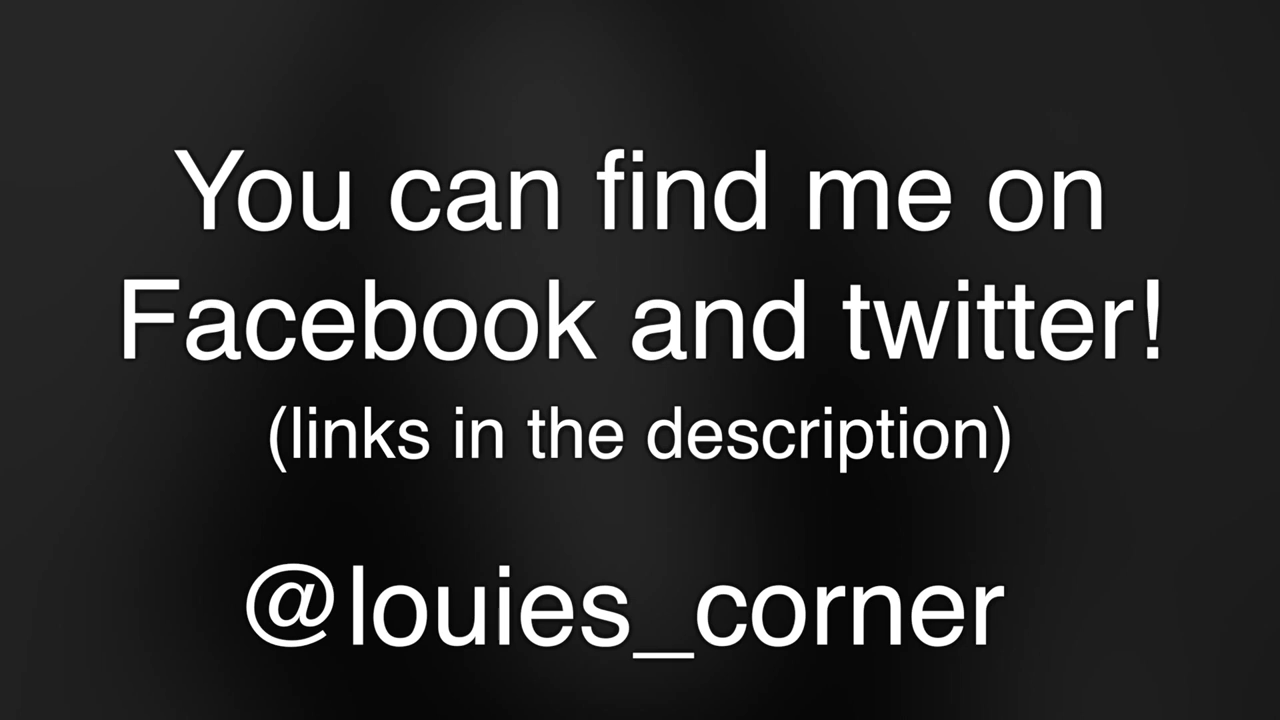 You can find me on
Facebook and twitter!
(links in the description)
@louies_corner